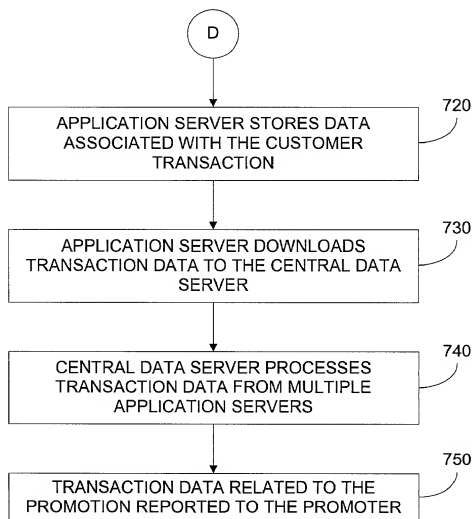 D
720
APPLICATION SERVER STORES DATA
ASSOCIATED WITH THE CUSTOMER
TRANSACTION
730
APPLICATION SERVER DOWNLOADS
TRANSACTION DATA TO THE CENTRAL DATA
SERVER
740
CENTRAL DATA SERVER PROCESSES
TRANSACTION DATA FROM MULTIPLE
APPLICATION SERVERS
750
TRANSACTION DATA RELATED TO THE
PROMOTION REPORTED TO THE PROMOTER